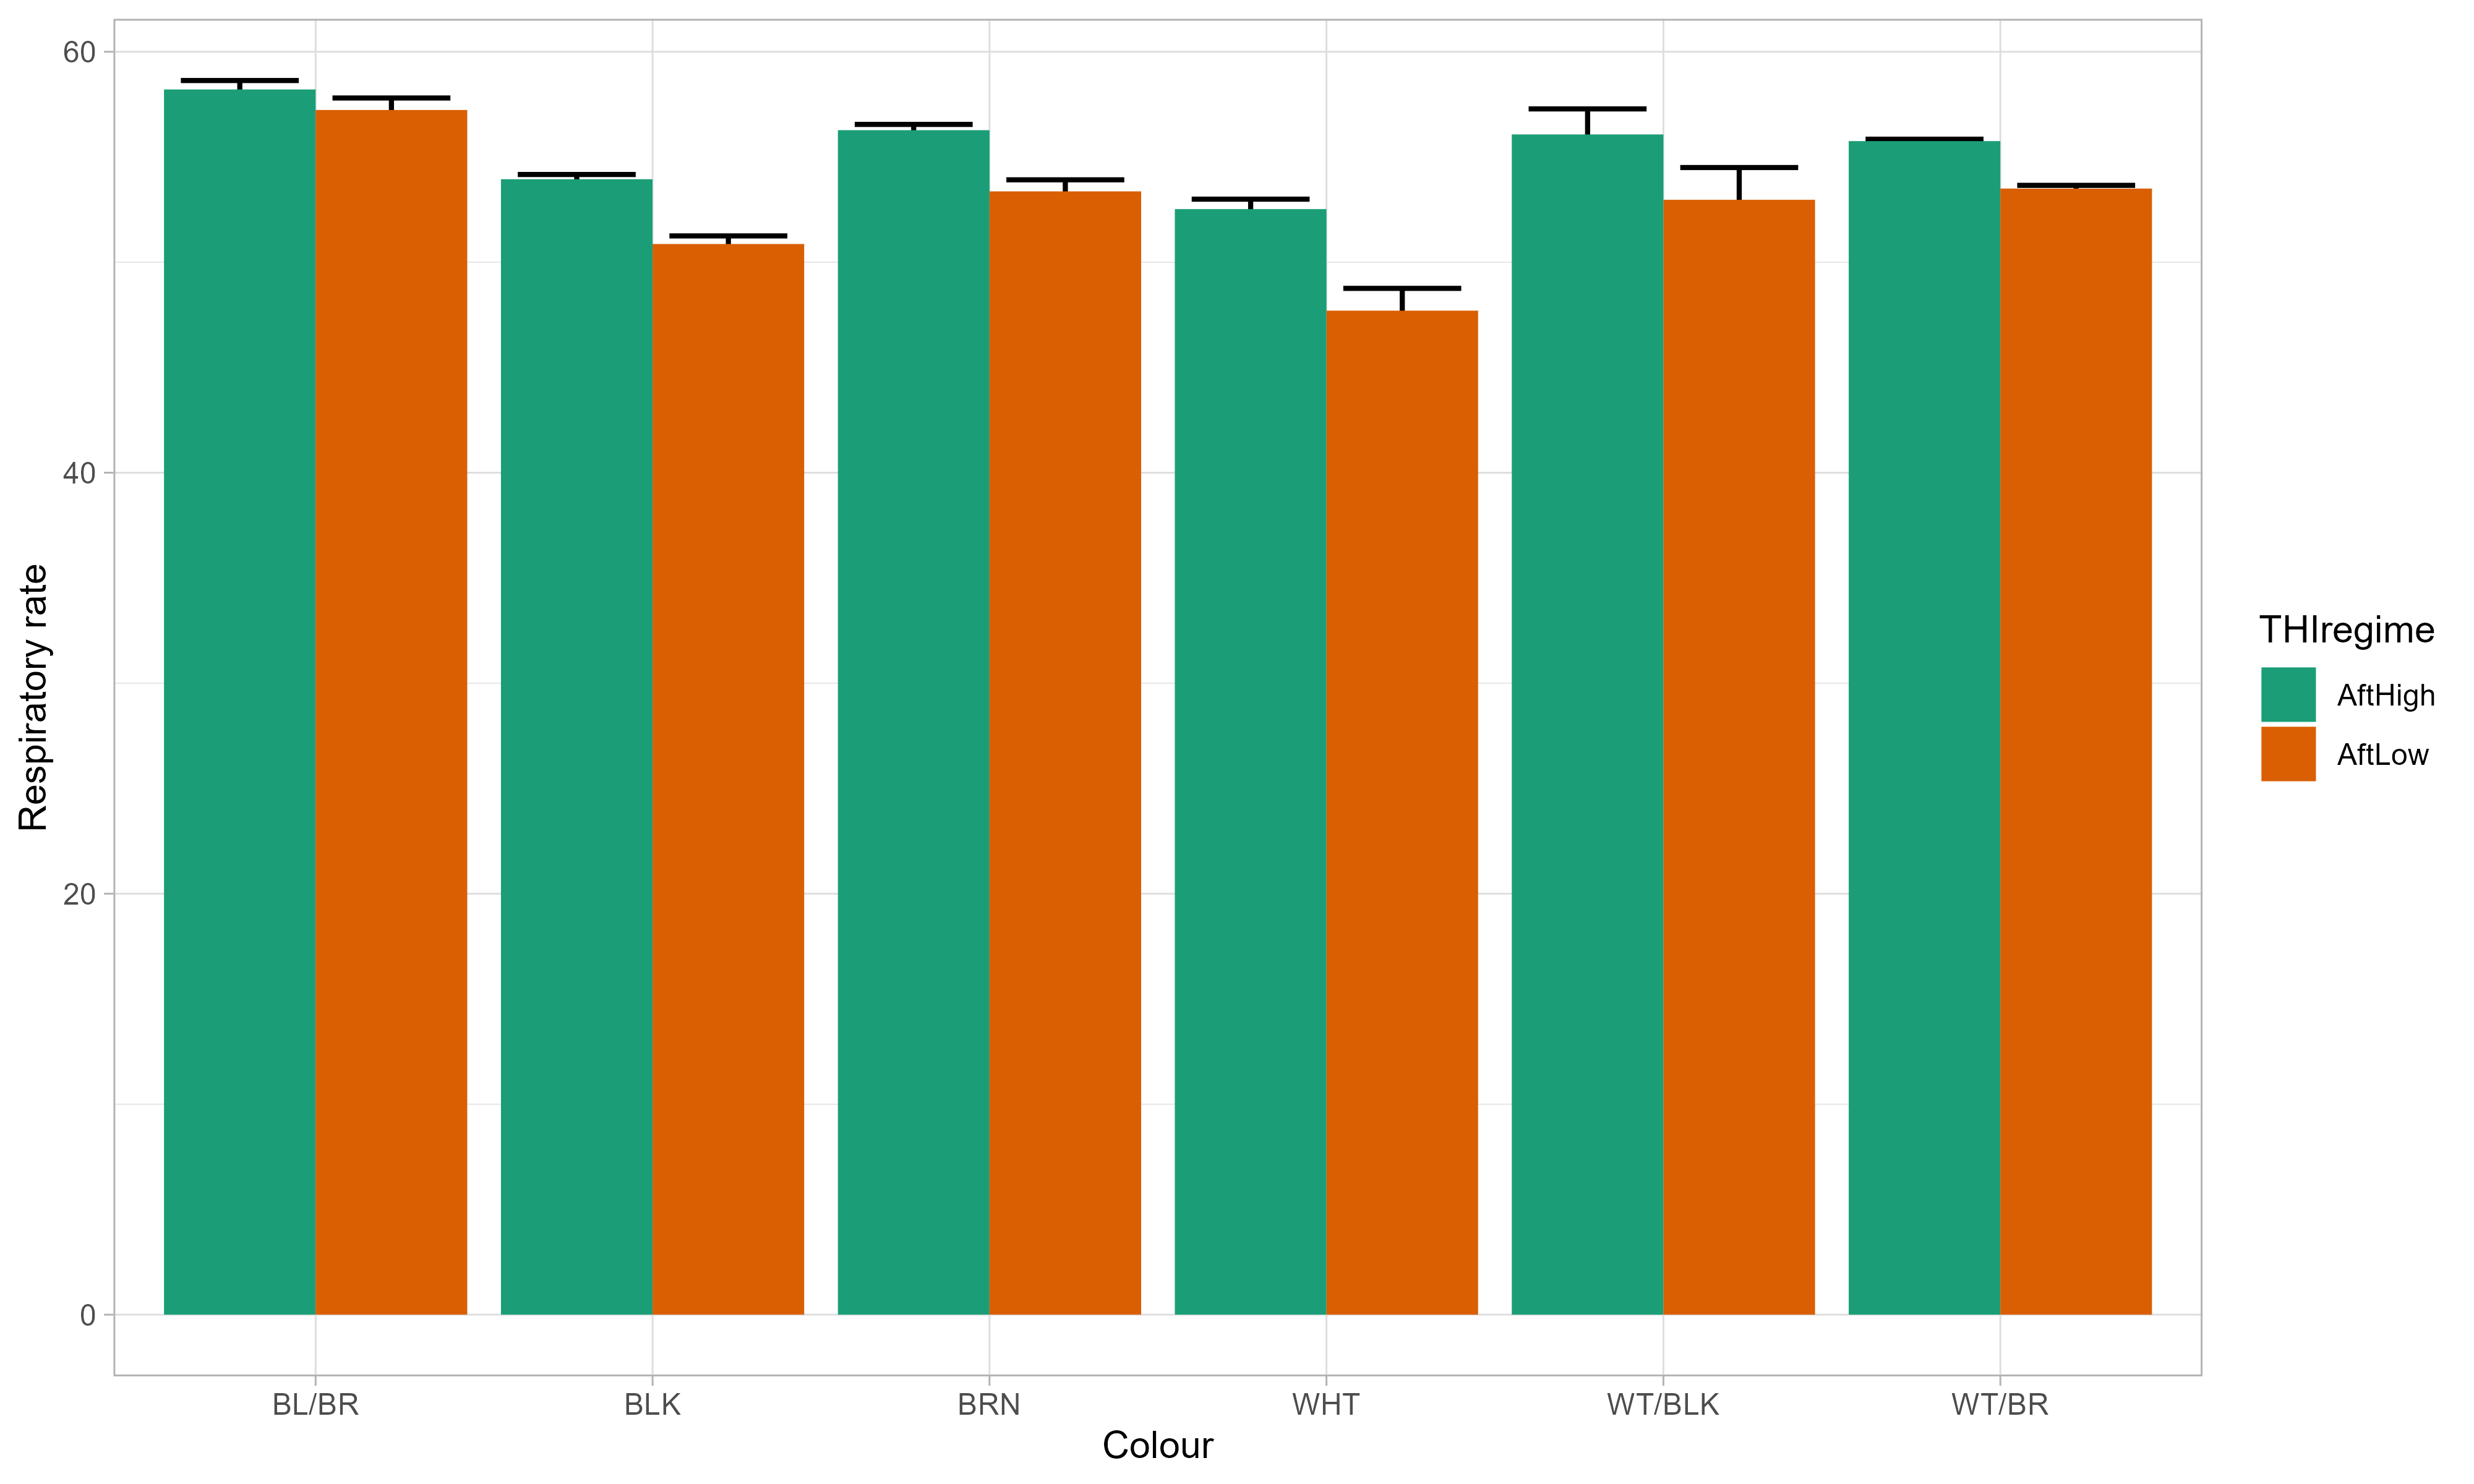 60
40
20
0
Respiratory rate
BL/BR
BLK
BRN
WHT
WT/BLK
WT/BR
Colour
THIregime
AftHigh
AftLow